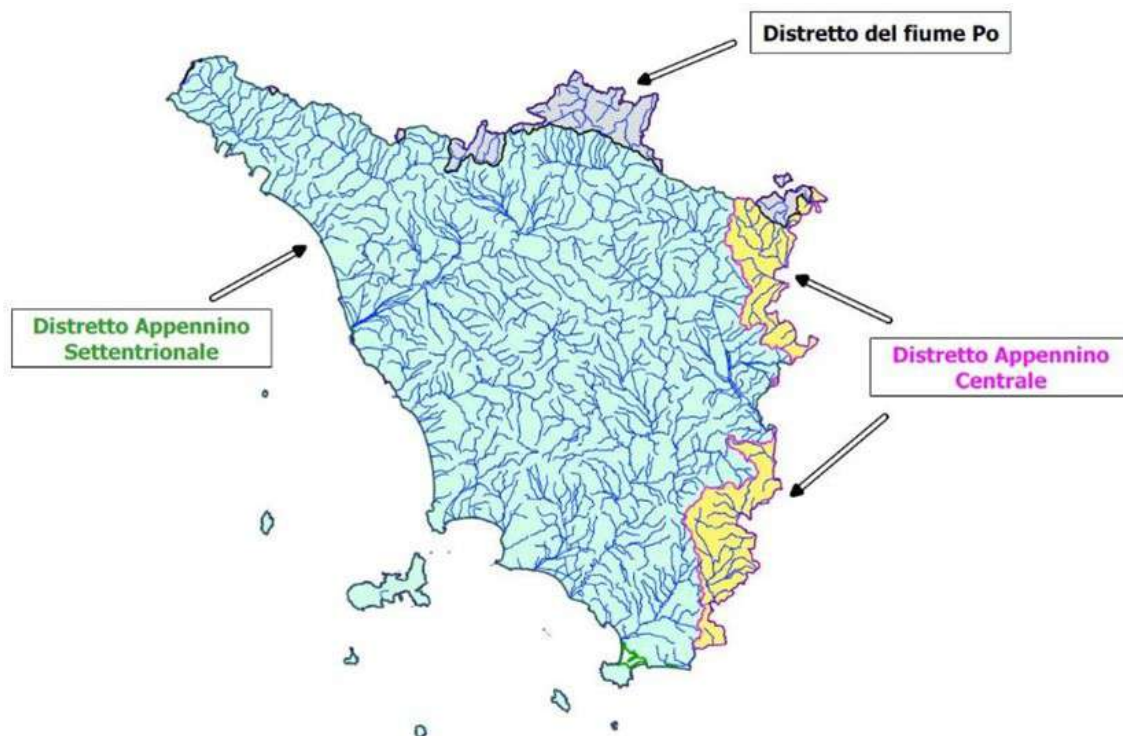 Distretto del fiume Po
Distretto Appennino
Settentrionale
Distretto Appennino
Centrale